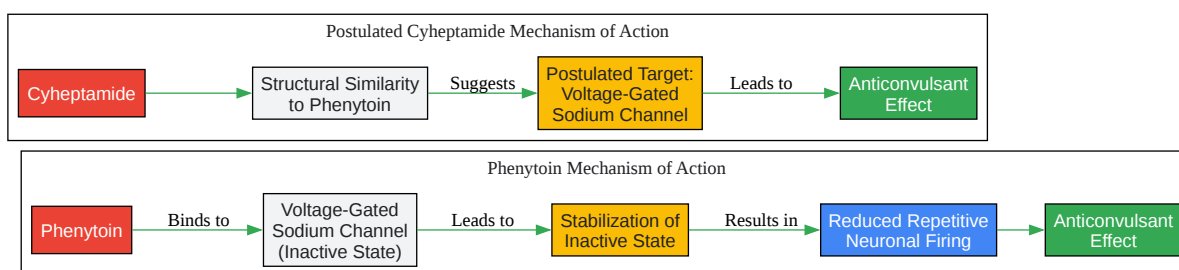 Postulated Cyheptamide Mechanism of Action
Cyheptamide
Structural Similarity
to Phenytoin
Suggests
Postulated Target:
Voltage-Gated
Sodium Channel
Leads to
Anticonvulsant
Effect
Phenytoin Mechanism of Action
Phenytoin
Binds to
Voltage-Gated
Sodium Channel
(Inactive State)
Leads to
Stabilization of
Inactive State
Results in
Reduced Repetitive
Neuronal Firing
Anticonvulsant
Effect